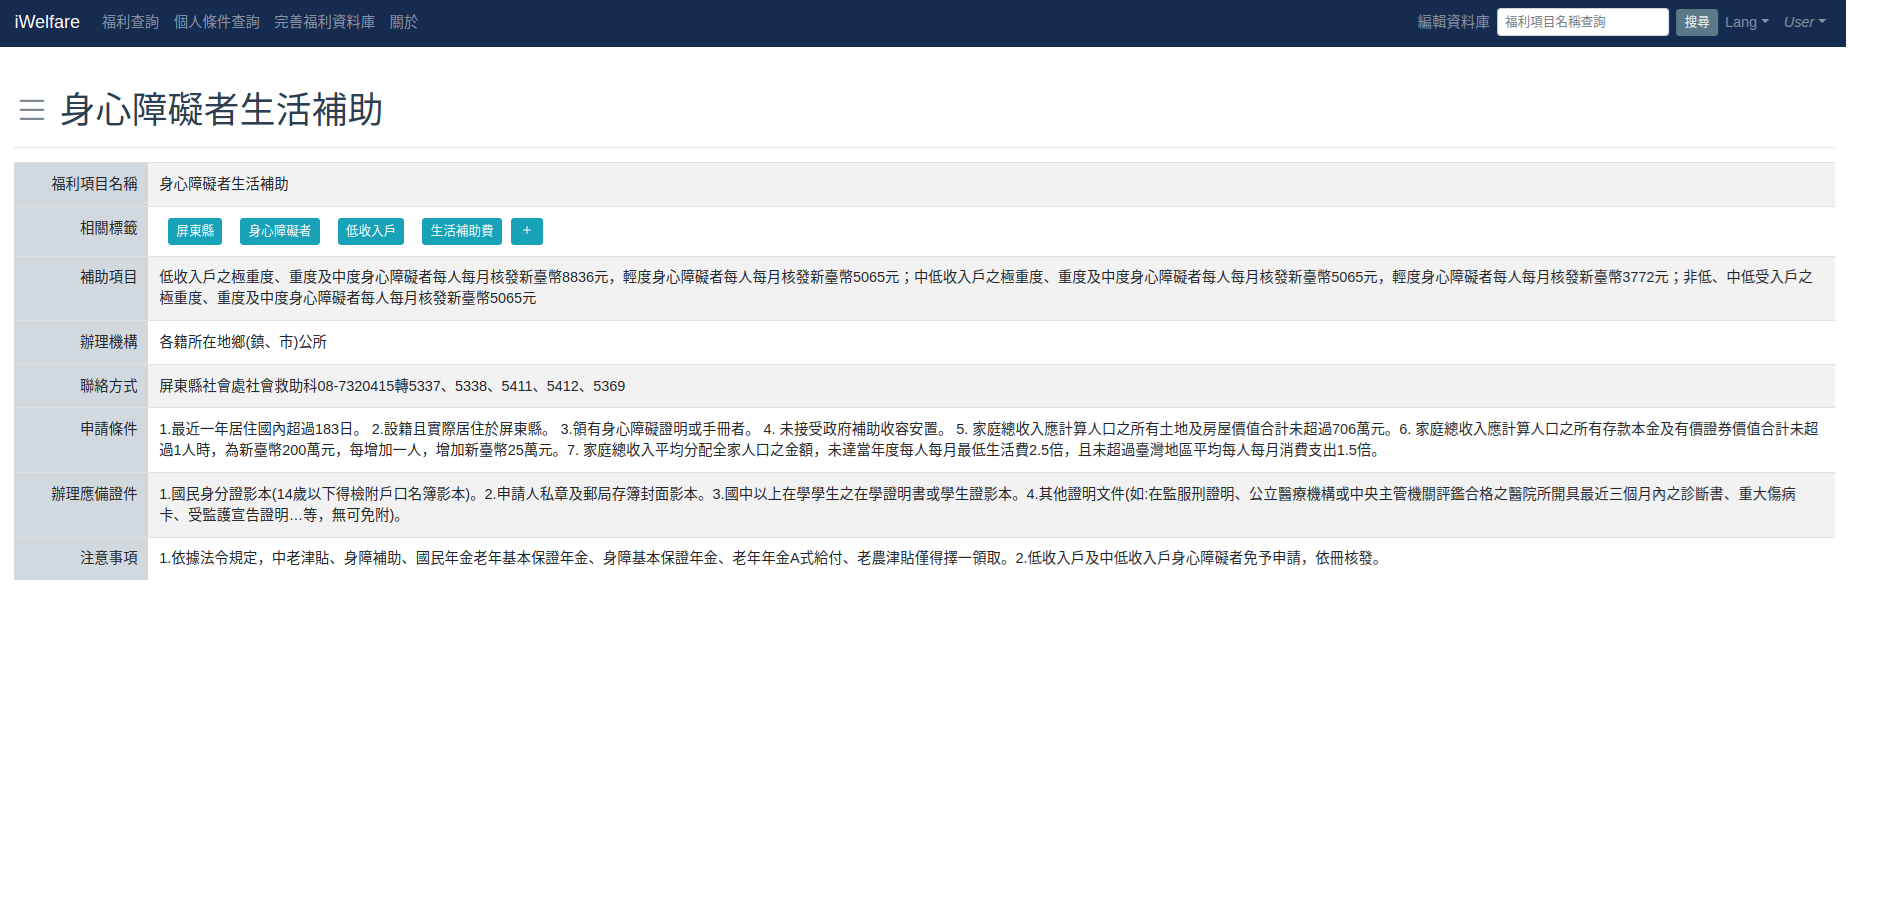 iWelfare 福利查詢 個人條件查詢 完善福利資料庫 關於 編輯資料庫 福利項目名稱查詢 搜尋 Lang User
身心障礙者生活補助
福利項目名稱 身心障礙者生活補助
相關標籤 屏東縣 身心障礙者 低收入戶 生活補助費 +
補助項目 低收入戶之極重度、重度及中度身心障礙者每人每月核發新臺幣8836元，輕度身心障礙者每人每月核發新臺幣5065元；中低收入戶之極重度、重度及中度身心障礙者每人每月核發新臺幣5065元，輕度身心障礙者每人每月核發新臺幣3772元；非低、中低受入戶之
極重度、重度及中度身心障礙者每人每月核發新臺幣5065元
辦理機構 各籍所在地鄉(鎮、市)公所
聯絡方式 屏東縣社會處社會救助科08-7320415轉5337、5338、5411、5412、5369
申請條件 1.最近一年居住國內超過183日。 2.設籍且實際居住於屏東縣。 3.領有身心障礙證明或手冊者。 4. 未接受政府補助收容安置。 5. 家庭總收入應計算人口之所有土地及房屋價值合計未超過706萬元。6. 家庭總收入應計算人口之所有存款本金及有價證券價值合計未超
過1人時，為新臺幣200萬元，每增加一人，增加新臺幣25萬元。7. 家庭總收入平均分配全家人口之金額，未達當年度每人每月最低生活費2.5倍，且未超過臺灣地區平均每人每月消費支出1.5倍。
辦理應備證件 1.國民身分證影本(14歲以下得檢附戶口名簿影本)。2.申請人私章及郵局存簿封面影本。3.國中以上在學學生之在學證明書或學生證影本。4.其他證明文件(如:在監服刑證明、公立醫療機構或中央主管機關評鑑合格之醫院所開具最近三個月內之診斷書、重大傷病
卡、受監護宣告證明…等，無可免附)。
注意事項 1.依據法令規定，中老津貼、身障補助、國民年金老年基本保證年金、身障基本保證年金、老年年金A式給付、老農津貼僅得擇一領取。2.低收入戶及中低收入戶身心障礙者免予申請，依冊核發。